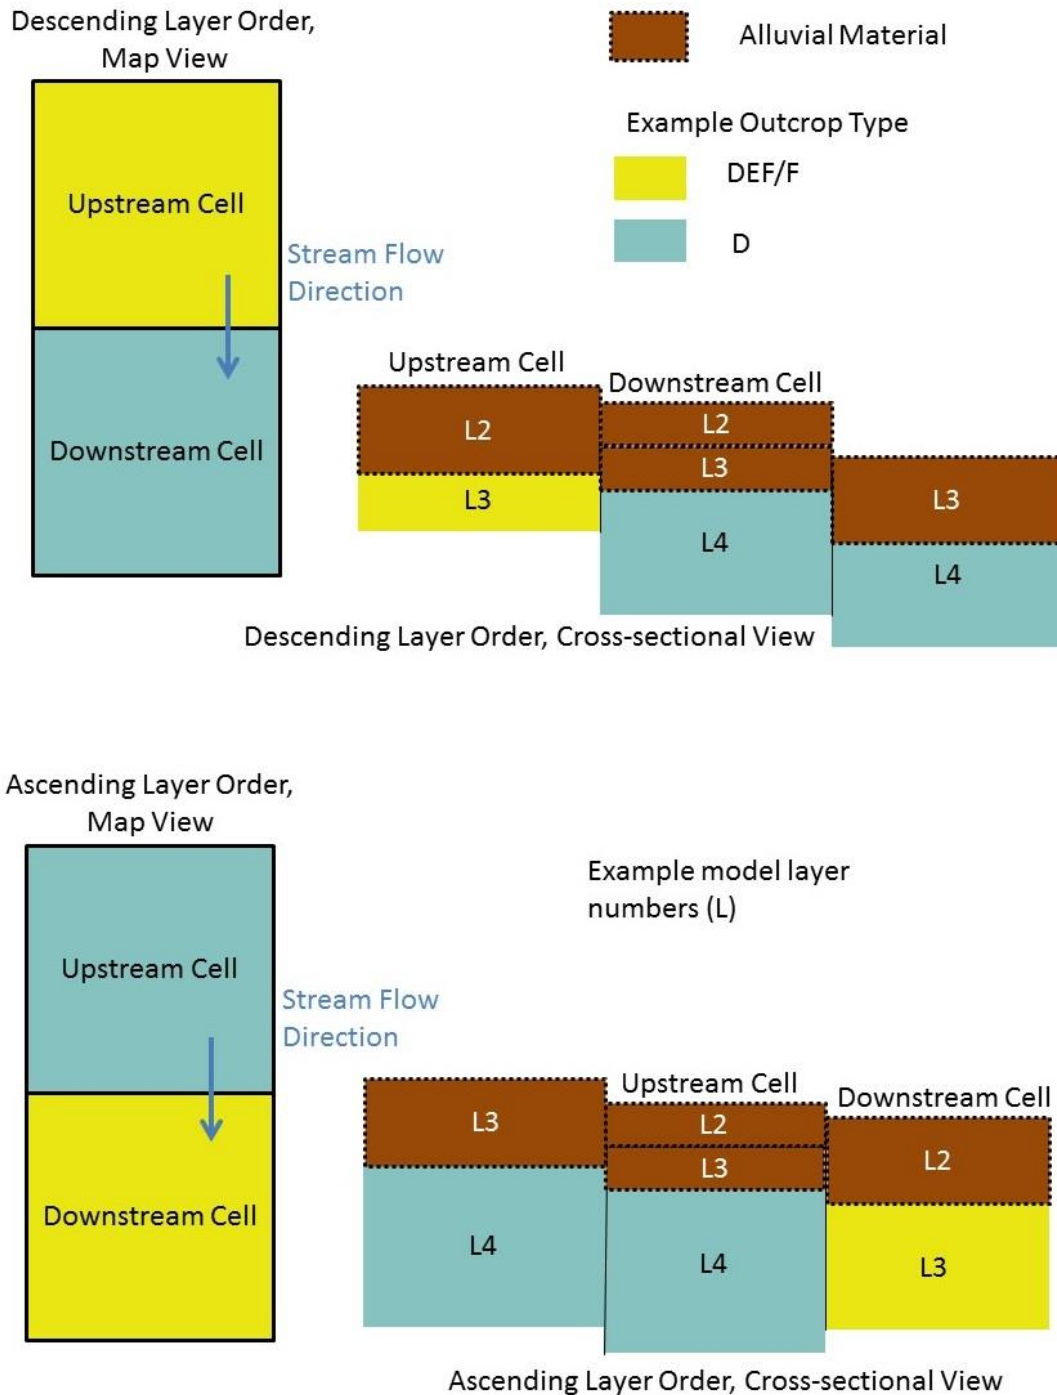 Descending Layer Order,
Map View
Alluvial Material
Example Outcrop Type
DEF/F
D
Upstream Cell
Stream Flow
Direction
Downstream Cell
Upstream Cell
Downstream Cell
L2
L3
L2
L3
L4
L3
L4
Descending Layer Order, Cross-sectional View
Ascending Layer Order,
Map View
Example model layer
numbers (L)
Upstream Cell
Stream Flow
Direction
Downstream Cell
Upstream Cell
Downstream Cell
L3
L4
L2
L3
L4
L2
L3
Ascending Layer Order, Cross-sectional View